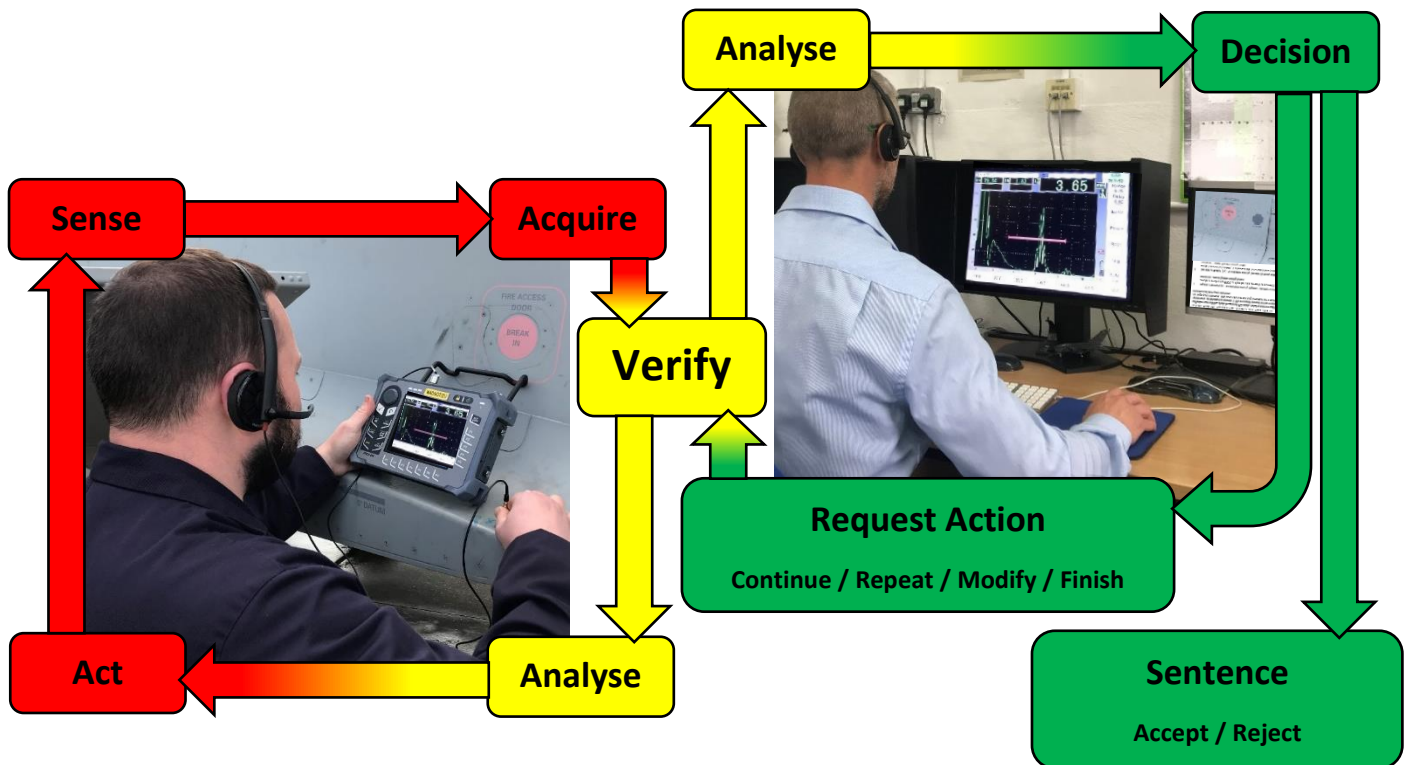 Analyse
Decision
Sense
Acquire
3.65
FIRE ACCESS
DOOR
BREAK
IN
Verify
DATUM
Request Action
Continue / Repeat / Modify / Finish
Act
Analyse
Sentence
Accept / Reject